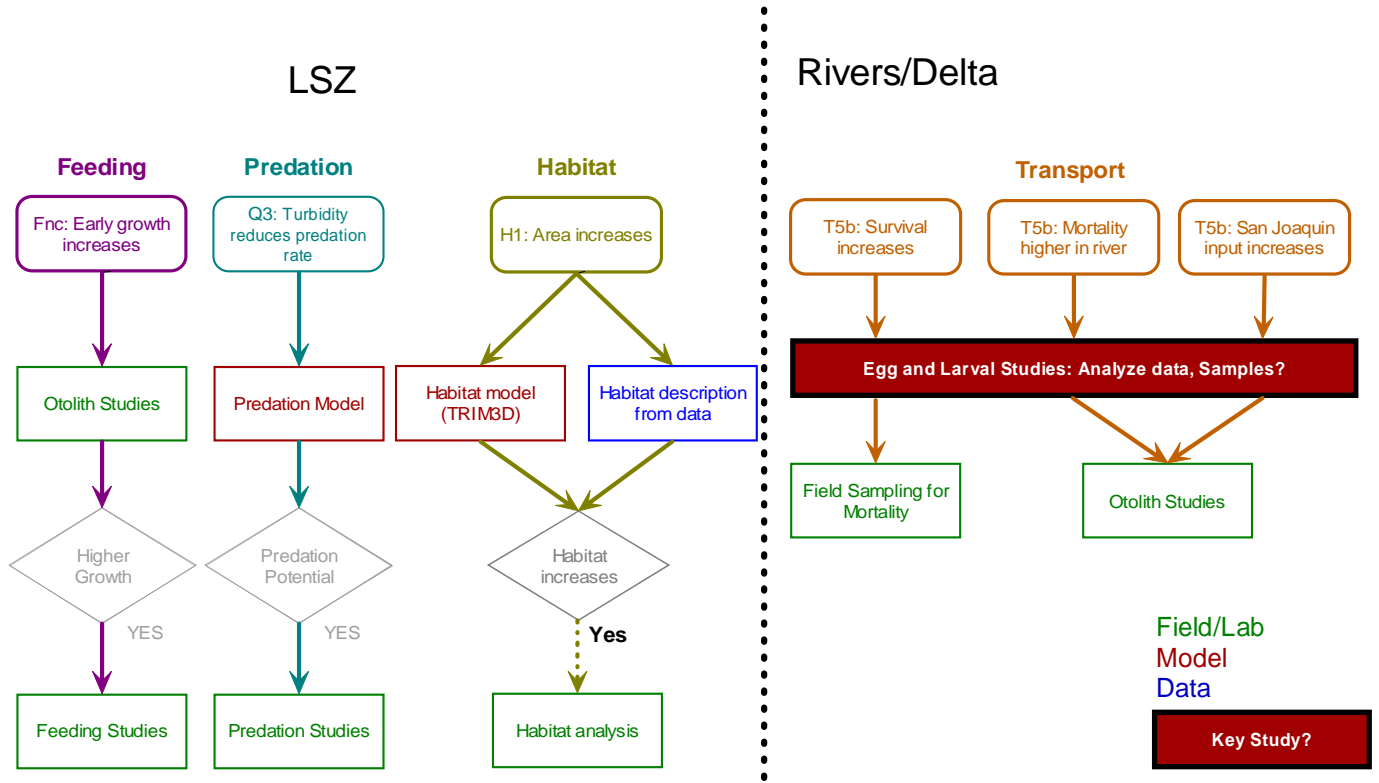 LSZ
Rivers/Delta
Feeding
Predation
Habitat
Transport
Fnc: Early growth
increases
Q3: Turbidity
reduces predation
rate
H1: Area increases
T5b: Survival
increases
T5b: Mortality
higher in river
T5b: San Joaquin
input increases
Otolith Studies
Predation Model
Habitat model
(TRIM3D)
Habitat description
from data
Egg and Larval Studies: Analyze data, Samples?
Field Sampling for
Mortality
Otolith Studies
Higher
Growth
Predation
Potential
Habitat
increases
YES
YES
Yes
Feeding Studies
Predation Studies
Habitat analysis
Field/Lab
Model
Data
Key Study?